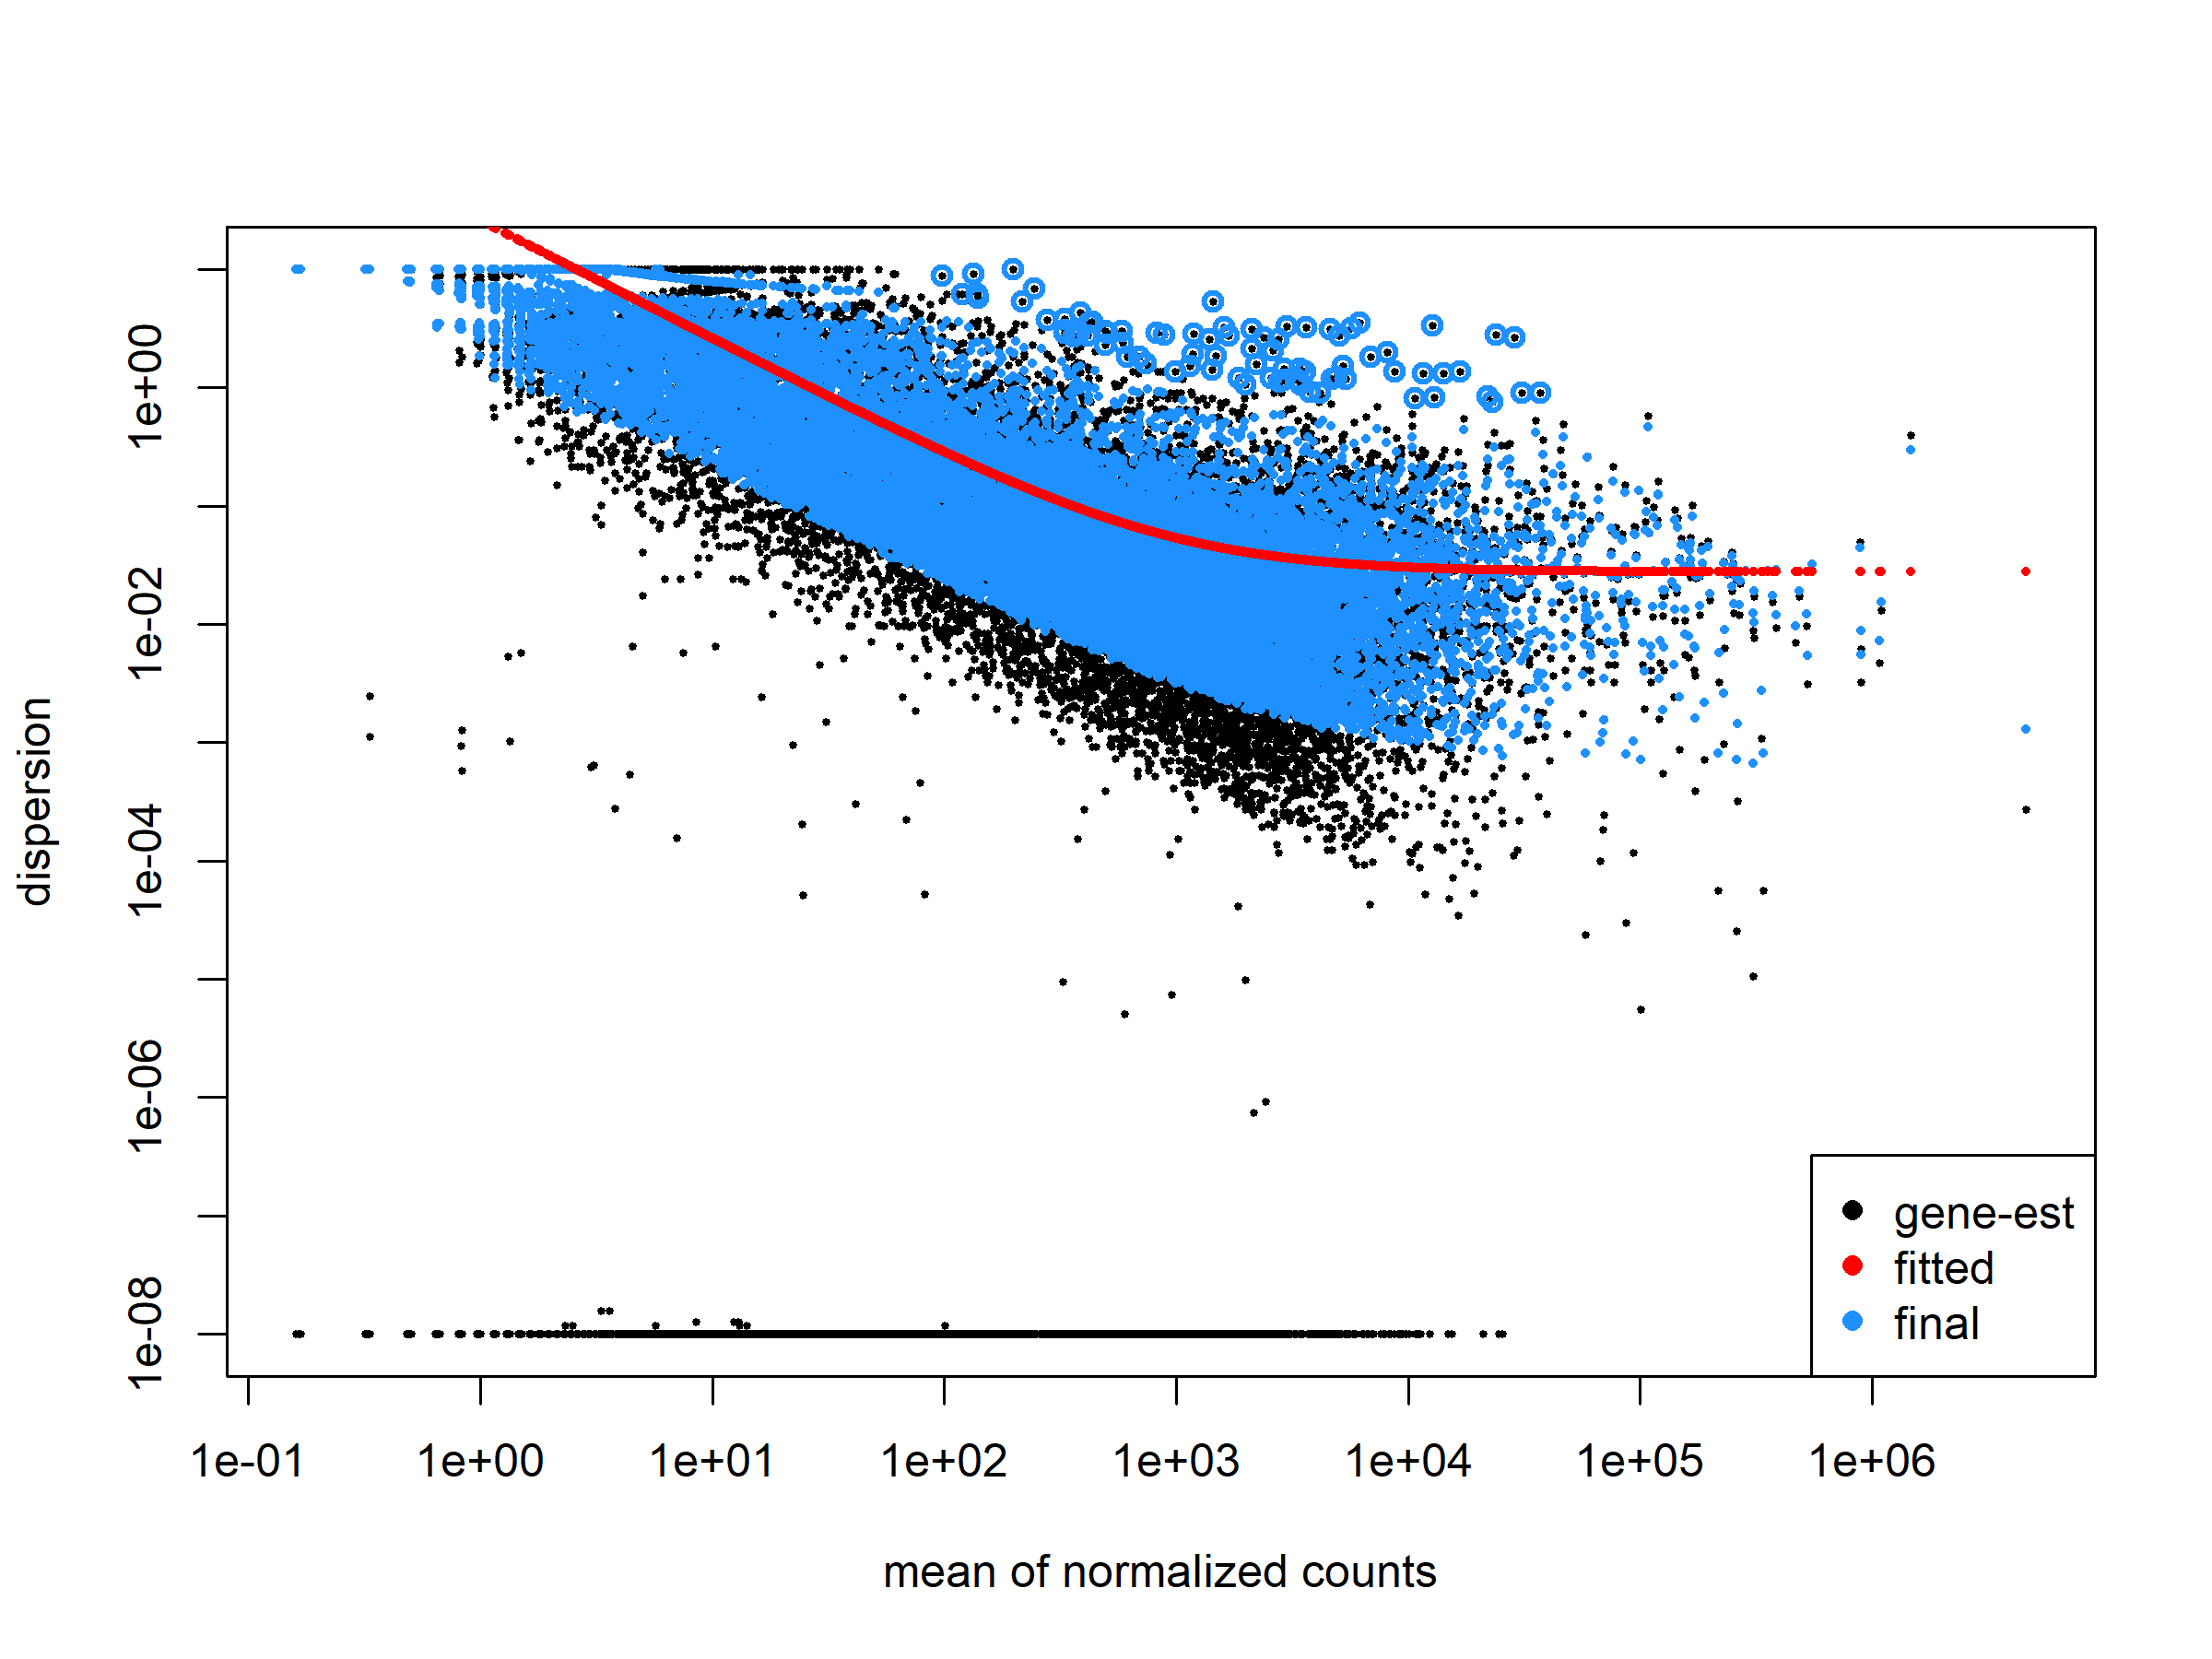 dispersion
1e+00
1e-02
1e-04
1e-06
1e-08
gene-est
fitted
final
1e-01 1e+00 1e+01 1e+02 1e+03 1e+04 1e+05 1e+06
mean of normalized counts